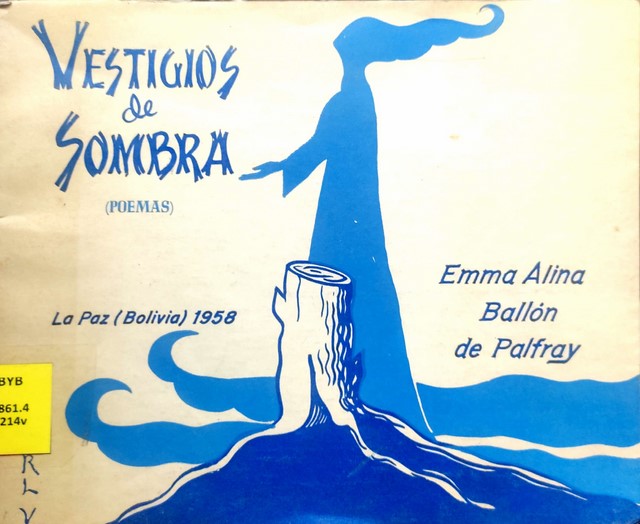 VESTIGIOS
de
SOMBRA
(POEMAS)
Emma Alina
Ballón
de Palfray
La Paz (Bolivia) 1958
BYB
861.4
214v
R
L
V